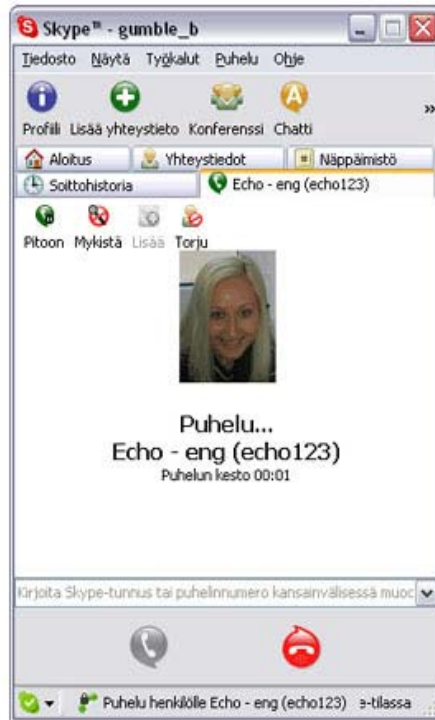 Skype™ - gumble_b
Tiedosto Näytä Työkalut Puhelu Ohje
Profiili Lisää yhteystieto Konferenssi Chatti »
Aloitus Yhteystiedot Näppäimistö
Soittohistoria Echo - eng (echo123)
Pitoon Mykistä Lisää Torju
Puhelu...
Echo - eng (echo123)
Puhelun kesto 00:01
Kirjoita Skype-tunnus tai puhelinnumero kansainvälisessä muoc
Puhelu henkilölle Echo - eng (echo123) e-tilassa